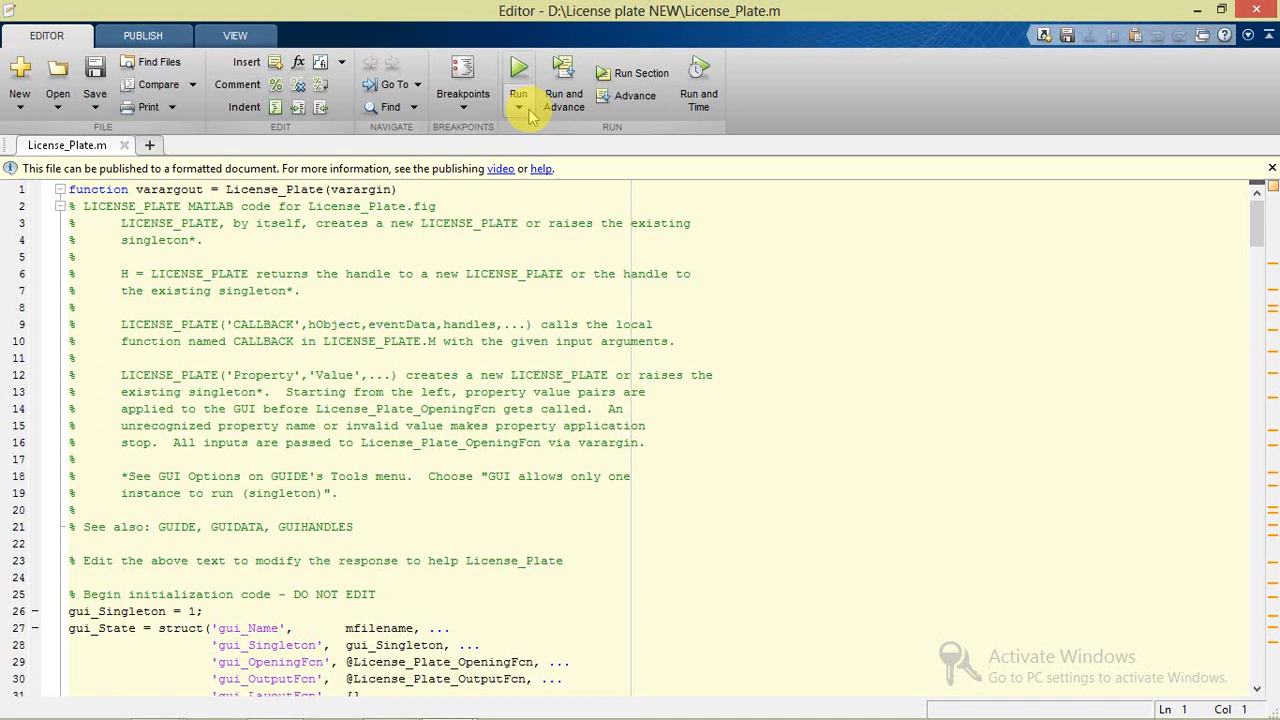 Editor - D:\License plate NEW\License_Plate.m
EDITOR PUBLISH VIEW
New Open Save Find Files Compare Print
Insert Comment Indent
Go To Find
Breakpoints
Run Run and Advance Run Section Advance Run and Time
FILE EDIT NAVIGATE BREAKPOINTS RUN
License_Plate.m
This file can be published to a formatted document. For more information, see the publishing video or help.
1 function varargout = License_Plate(varargin)
2 % LICENSE_PLATE MATLAB code for License_Plate.fig
3 % LICENSE_PLATE, by itself, creates a new LICENSE_PLATE or raises the existing
4 % singleton*.
5 %
6 % H = LICENSE_PLATE returns the handle to a new LICENSE_PLATE or the handle to
7 % the existing singleton*.
8 %
9 % LICENSE_PLATE('CALLBACK',hObject,eventData,handles,...) calls the local
10 % function named CALLBACK in LICENSE_PLATE.M with the given input arguments.
11 %
12 % LICENSE_PLATE('Property','Value',...) creates a new LICENSE_PLATE or raises the
13 % existing singleton*. Starting from the left, property value pairs are
14 % applied to the GUI before License_Plate_OpeningFcn gets called. An
15 % unrecognized property name or invalid value makes property application
16 % stop. All inputs are passed to License_Plate_OpeningFcn via varargin.
17 %
18 % *See GUI Options on GUIDE's Tools menu. Choose "GUI allows only one
19 % instance to run (singleton)".
20 %
21 % See also: GUIDE, GUIDATA, GUIHANDLES
22
23 % Edit the above text to modify the response to help License_Plate
24
25 % Begin initialization code - DO NOT EDIT
26 gui_Singleton = 1;
27 gui_State = struct('gui_Name', mfilename, ...
28 'gui_Singleton', gui_Singleton, ...
29 'gui_OpeningFcn', @License_Plate_OpeningFcn, ...
30 'gui_OutputFcn', @License_Plate_OutputFcn, ...
31 'gui_LayoutFcn', []
Activate Windows
Go to PC settings to activate Windows.
Ln 1 Col 1